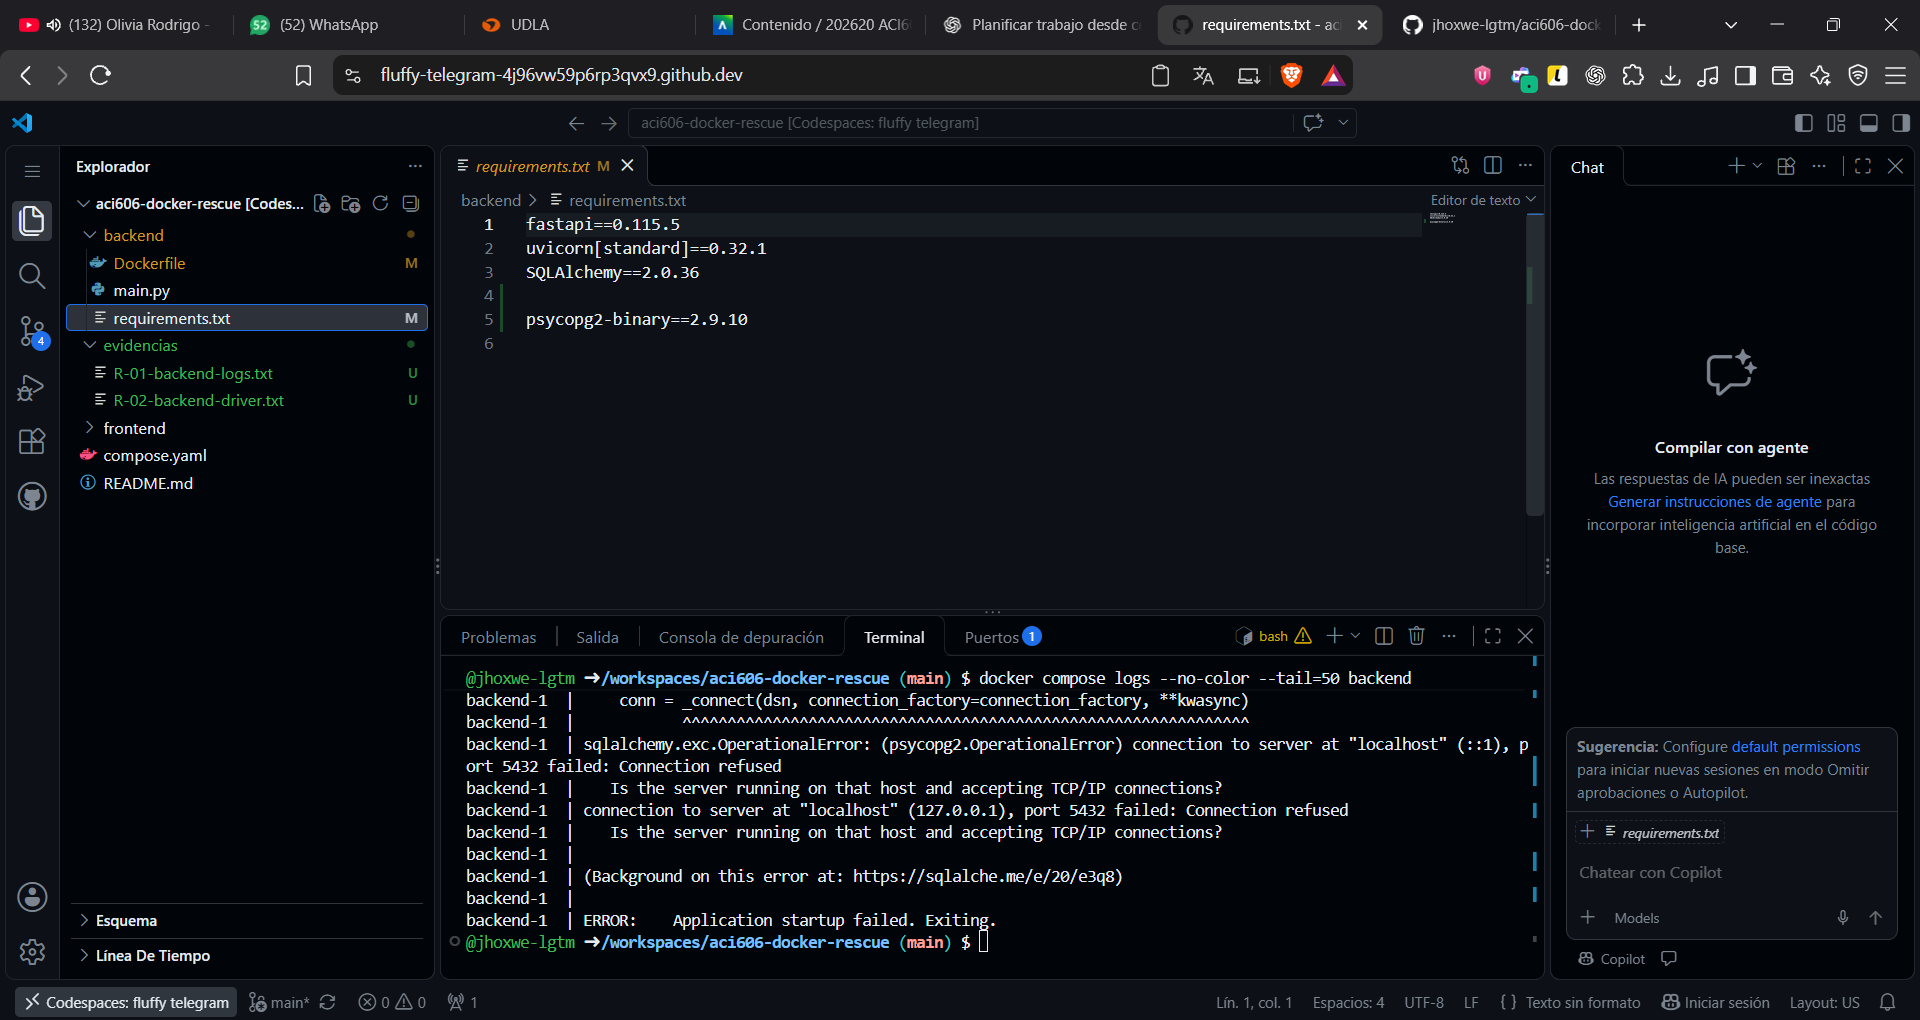 (132) Olivia Rodrigo
52
(52) WhatsApp
UDLA
Contenido / 202620 ACI6
Planificar trabajo desde c
requirements.txt - ac
jhoxwe-lgtm/aci606-dock
fluffy-telegram-4j96vw59p6rp3qvx9.github.dev
aci606-docker-rescue [Codespaces: fluffy telegram]
Explorador
aci606-docker-rescue [Codes...
backend
Dockerfile M
main.py
requirements.txt M
evidencias
R-01-backend-logs.txt U
R-02-backend-driver.txt U
frontend
compose.yaml
README.md
4
Esquema
Línea De Tiempo
requirements.txt M
backend > requirements.txt
Editor de texto
1 fastapi==0.115.5
2 uvicorn[standard]==0.32.1
3 SQLAlchemy==2.0.36
4
5 psycopg2-binary==2.9.10
6
Problemas
Salida
Consola de depuración
Terminal
Puertos 1
bash
@jhoxwe-lgtm ➜/workspaces/aci606-docker-rescue (main) $ docker compose logs --no-color --tail=50 backend
backend-1  |     conn = _connect(dsn, connection_factory=connection_factory, **kwasync)
backend-1  |            ^^^^^^^^^^^^^^^^^^^^^^^^^^^^^^^^^^^^^^^^^^^^^^^^^^^^^^^^^^^^^^
backend-1  | sqlalchemy.exc.OperationalError: (psycopg2.OperationalError) connection to server at "localhost" (::1), p
ort 5432 failed: Connection refused
backend-1  |    Is the server running on that host and accepting TCP/IP connections?
backend-1  | connection to server at "localhost" (127.0.0.1), port 5432 failed: Connection refused
backend-1  |    Is the server running on that host and accepting TCP/IP connections?
backend-1  |
backend-1  | (Background on this error at: https://sqlalche.me/e/20/e3q8)
backend-1  |
backend-1  | ERROR:    Application startup failed. Exiting.
@jhoxwe-lgtm ➜/workspaces/aci606-docker-rescue (main) $
Chat
Compilar con agente
Las respuestas de IA pueden ser inexactas
Generar instrucciones de agente para
incorporar inteligencia artificial en el código
base.
Sugerencia: Configure default permissions
para iniciar nuevas sesiones en modo Omitir
aprobaciones o Autopilot.
requirements.txt
Chatear con Copilot
Models
Copilot
Codespaces: fluffy telegram
main*
0
0
1
Lín. 1, col. 1
Espacios: 4
UTF-8
LF
{ } Texto sin formato
Iniciar sesión
Layout: US